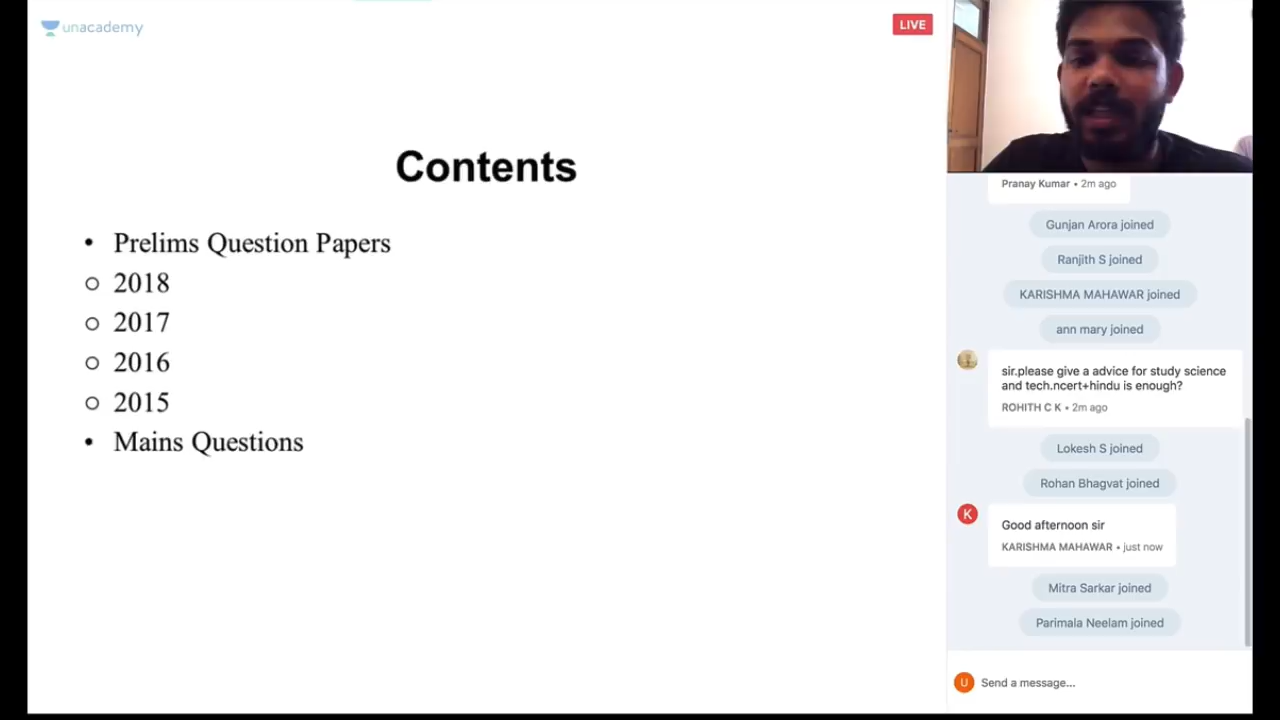 unacademy
LIVE
Contents
• Prelims Question Papers
○ 2018
○ 2017
○ 2016
○ 2015
• Mains Questions
Pranay Kumar • 2m ago
Gunjan Arora joined
Ranjith S joined
KARISHMA MAHAWAR joined
ann mary joined
sir.please give a advice for study science
and tech.ncert+hindu is enough?
ROHITH C K • 2m ago
Lokesh S joined
Rohan Bhagvat joined
K
Good afternoon sir
KARISHMA MAHAWAR • just now
Mitra Sarkar joined
Parimala Neelam joined
U
Send a message...